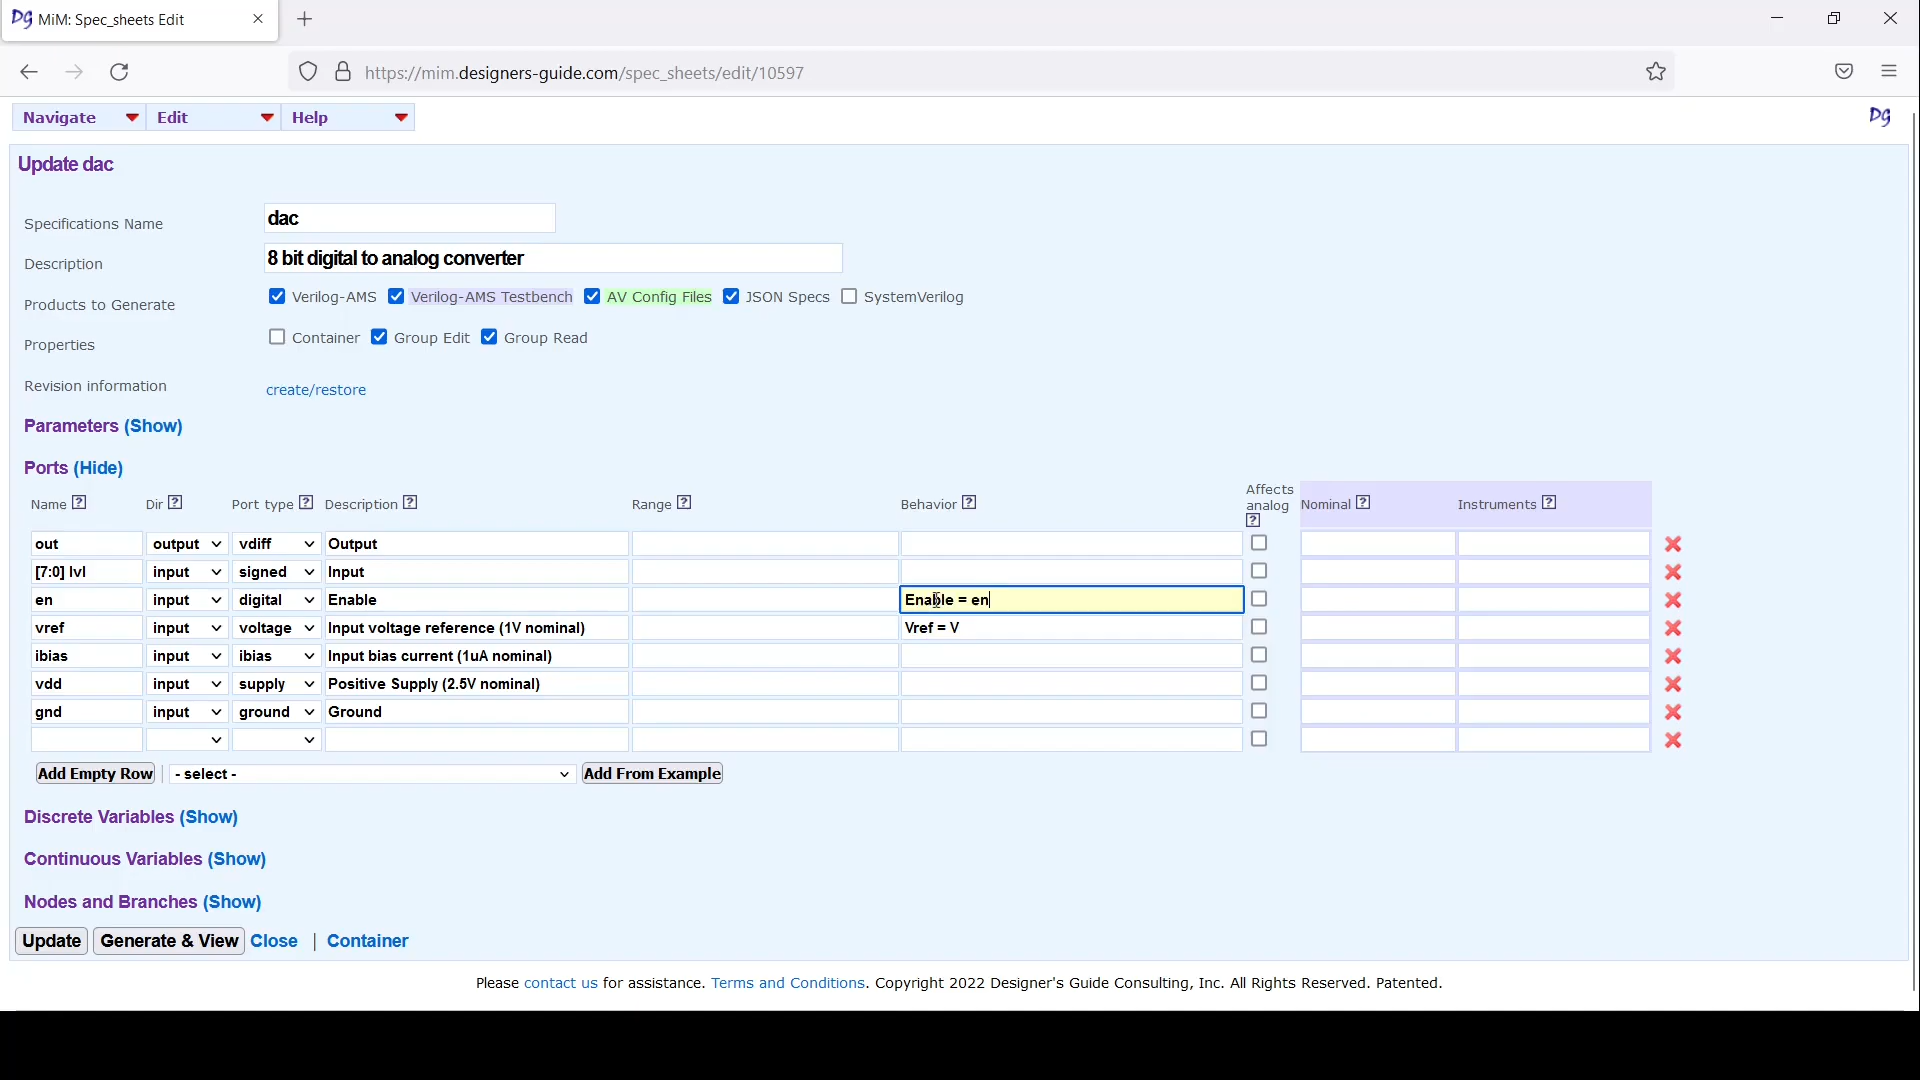 DG MiM: Spec_sheets Edit
https://mim.designers-guide.com/spec_sheets/edit/10597
Navigate Edit Help DG
Update dac
Specifications Name dac
Description 8 bit digital to analog converter
Products to Generate Verilog-AMS Verilog-AMS Testbench AV Config Files JSON Specs SystemVerilog
Properties Container Group Edit Group Read
Revision information create/restore
Parameters (Show)
Ports (Hide)
Name ? Dir ? Port type ? Description ? Range ? Behavior ? Affects analog ? Nominal ? Instruments ?
out output vdiff Output
[7:0] lvl input signed Input
en input digital Enable Enable = en
vref input voltage Input voltage reference (1V nominal) Vref = V
ibias input ibias Input bias current (1uA nominal)
vdd input supply Positive Supply (2.5V nominal)
gnd input ground Ground
Add Empty Row | - select - Add From Example
Discrete Variables (Show)
Continuous Variables (Show)
Nodes and Branches (Show)
Update Generate & View Close | Container
Please contact us for assistance. Terms and Conditions. Copyright 2022 Designer's Guide Consulting, Inc. All Rights Reserved. Patented.